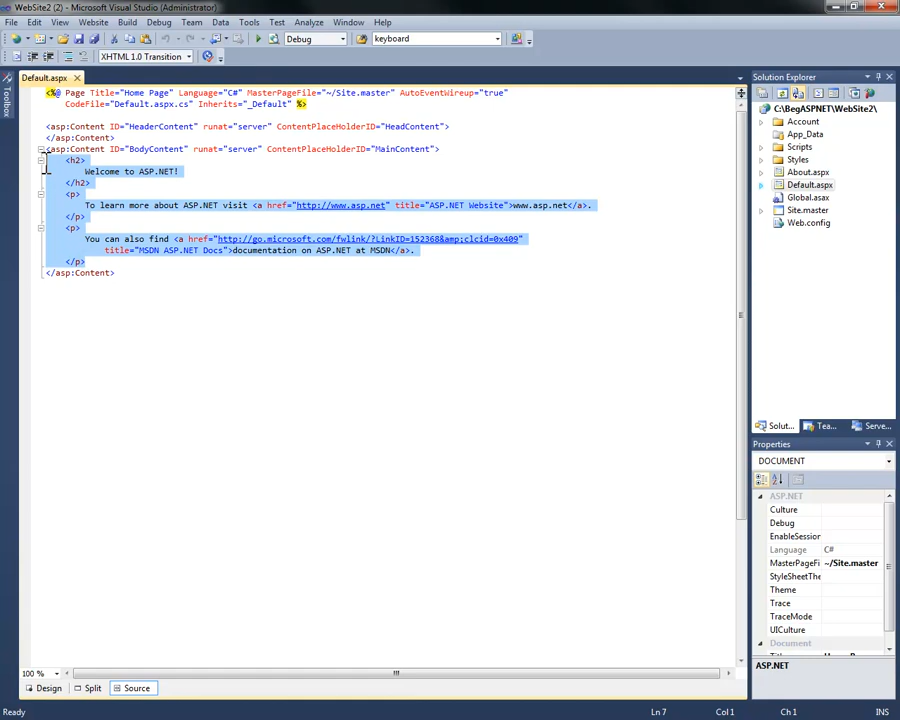 WebSite2 (2) - Microsoft Visual Studio (Administrator)
File Edit View Website Build Debug Team Data Tools Test Analyze Window Help
Debug keyboard
XHTML 1.0 Transition
Toolbox
Default.aspx
<%@ Page Title="Home Page" Language="C#" MasterPageFile="~/Site.master" AutoEventWireup="true"
CodeFile="Default.aspx.cs" Inherits="_Default" %>
<asp:Content ID="HeaderContent" runat="server" ContentPlaceHolderID="HeadContent">
</asp:Content>
<asp:Content ID="BodyContent" runat="server" ContentPlaceHolderID="MainContent">
<h2>
Welcome to ASP.NET!
</h2>
<p>
To learn more about ASP.NET visit <a href="http://www.asp.net" title="ASP.NET Website">www.asp.net</a>.
</p>
<p>
You can also find <a href="http://go.microsoft.com/fwlink/?LinkID=152368&amp;clcid=0x409"
title="MSDN ASP.NET Docs">documentation on ASP.NET at MSDN</a>.
</p>
</asp:Content>
100 %
Design Split Source
Solution Explorer
C:\BegASPNET\WebSite2\
Account
App_Data
Scripts
Styles
About.aspx
Default.aspx
Global.asax
Site.master
Web.config
Solut... Tea... Serve...
Properties
DOCUMENT
ASP.NET
Culture
Debug
EnableSession
Language C#
MasterPageFi ~/Site.master
StyleSheetThe
Theme
Trace
TraceMode
UICulture
Document
ASP.NET
Ready Ln 7 Col 1 Ch 1 INS